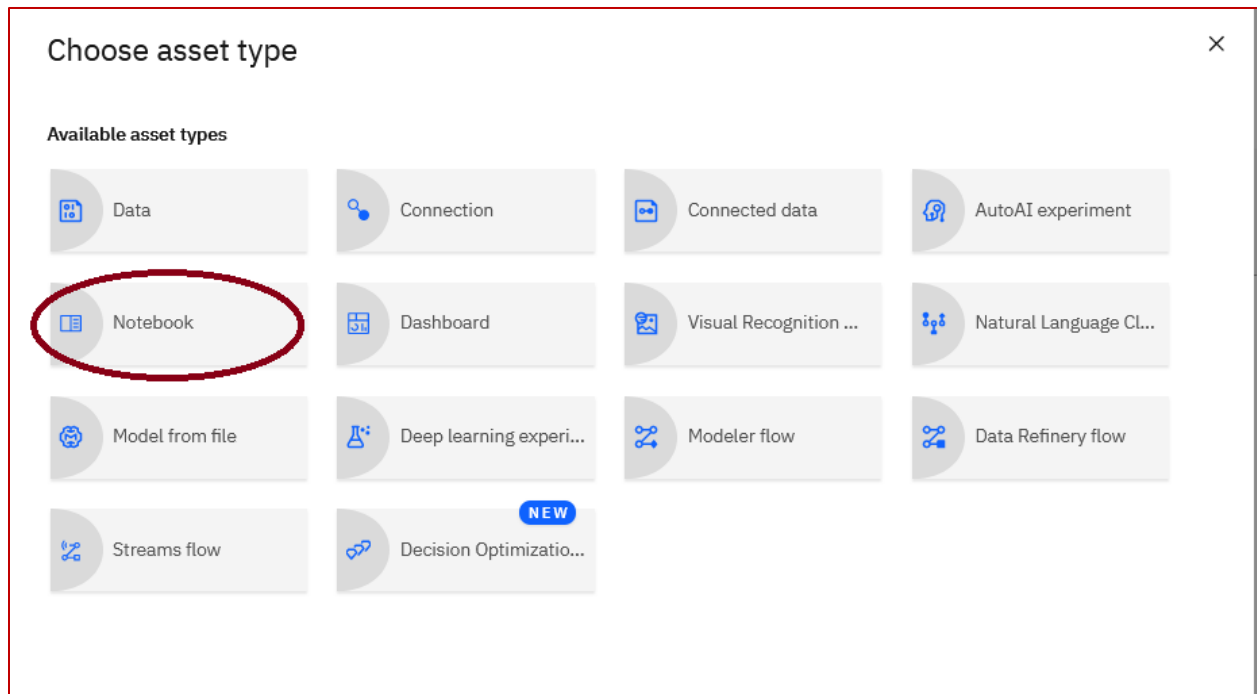 Choose asset type
Available asset types
Data
Connection
Connected data
AutoAI experiment
Notebook
Dashboard
Visual Recognition ...
Natural Language Cl...
Model from file
Deep learning experi...
Modeler flow
Data Refinery flow
NEW
Streams flow
Decision Optimizatio...